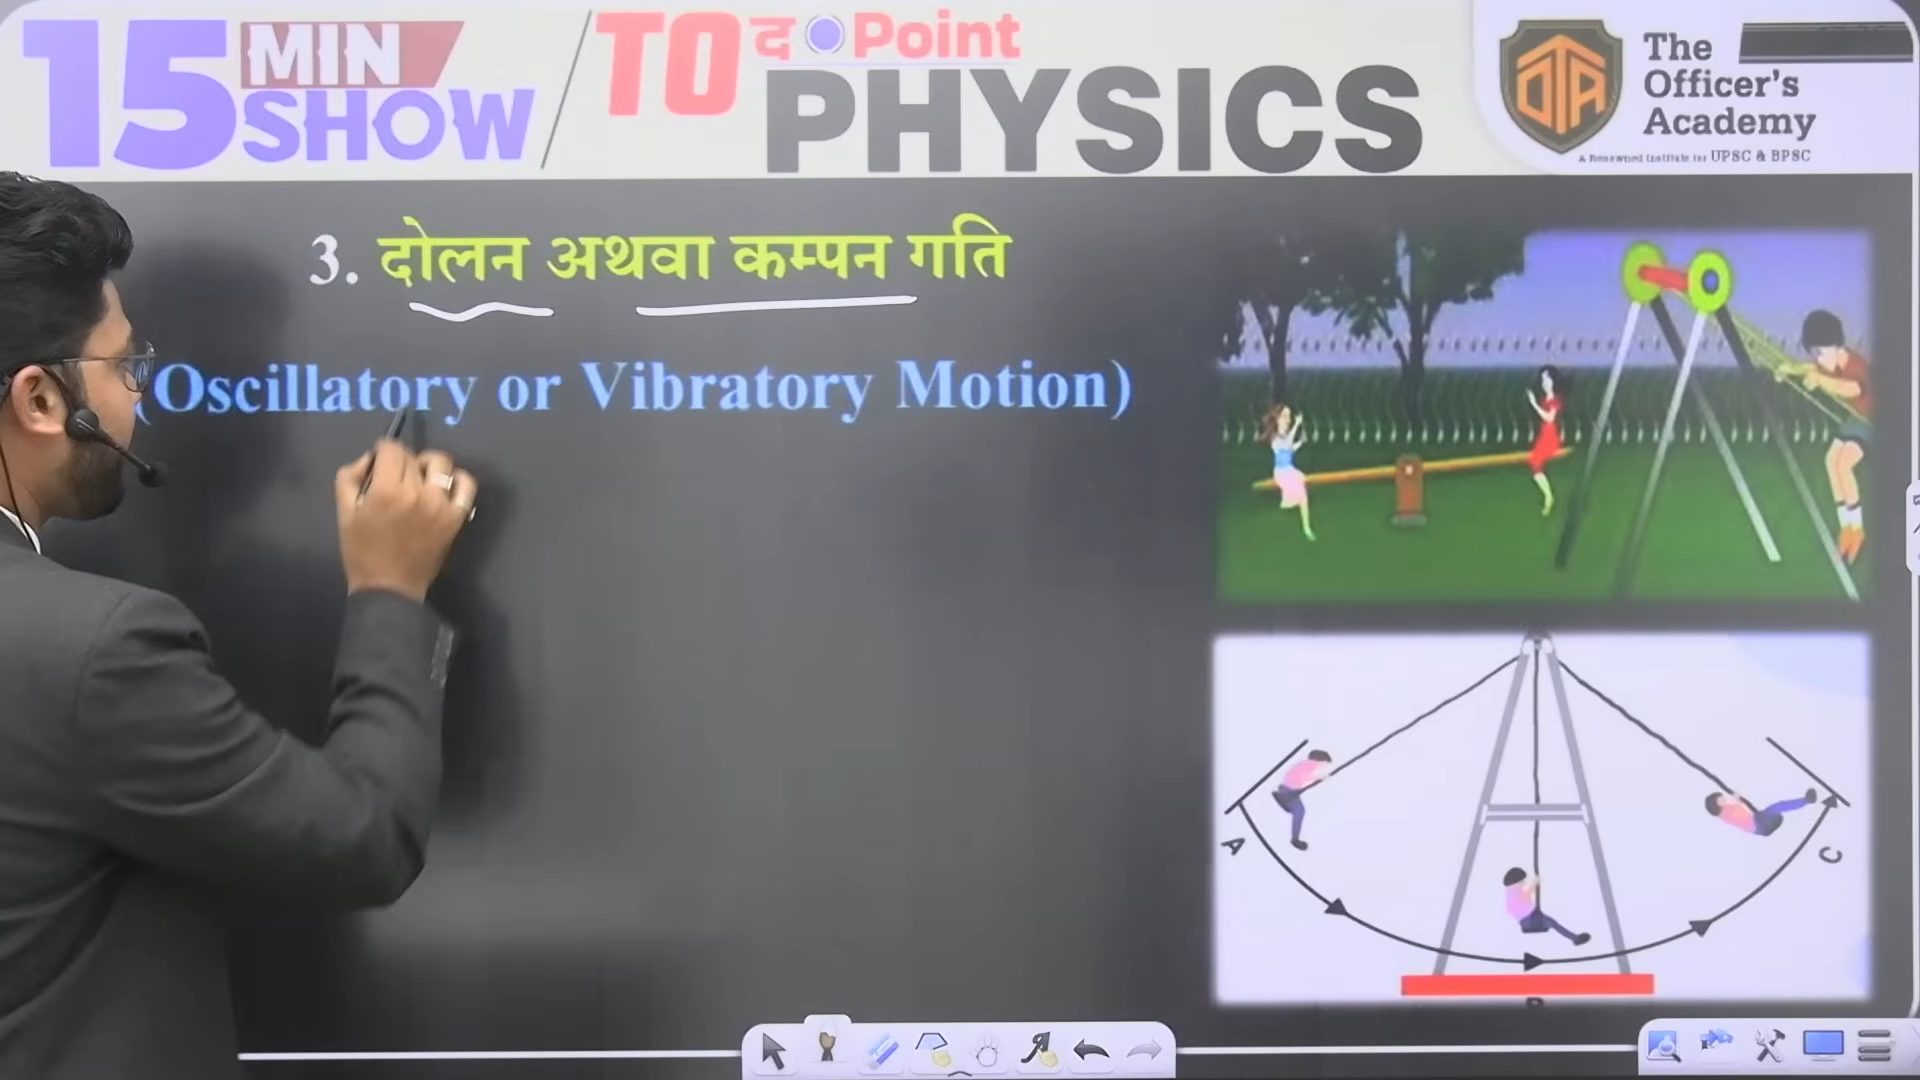 15 MIN SHOW
TO द Point
PHYSICS
The Officer's Academy
A Renowned Institute for UPSC & BPSC
3. दोलन अथवा कम्पन गति
(Oscillatory or Vibratory Motion)
A
C